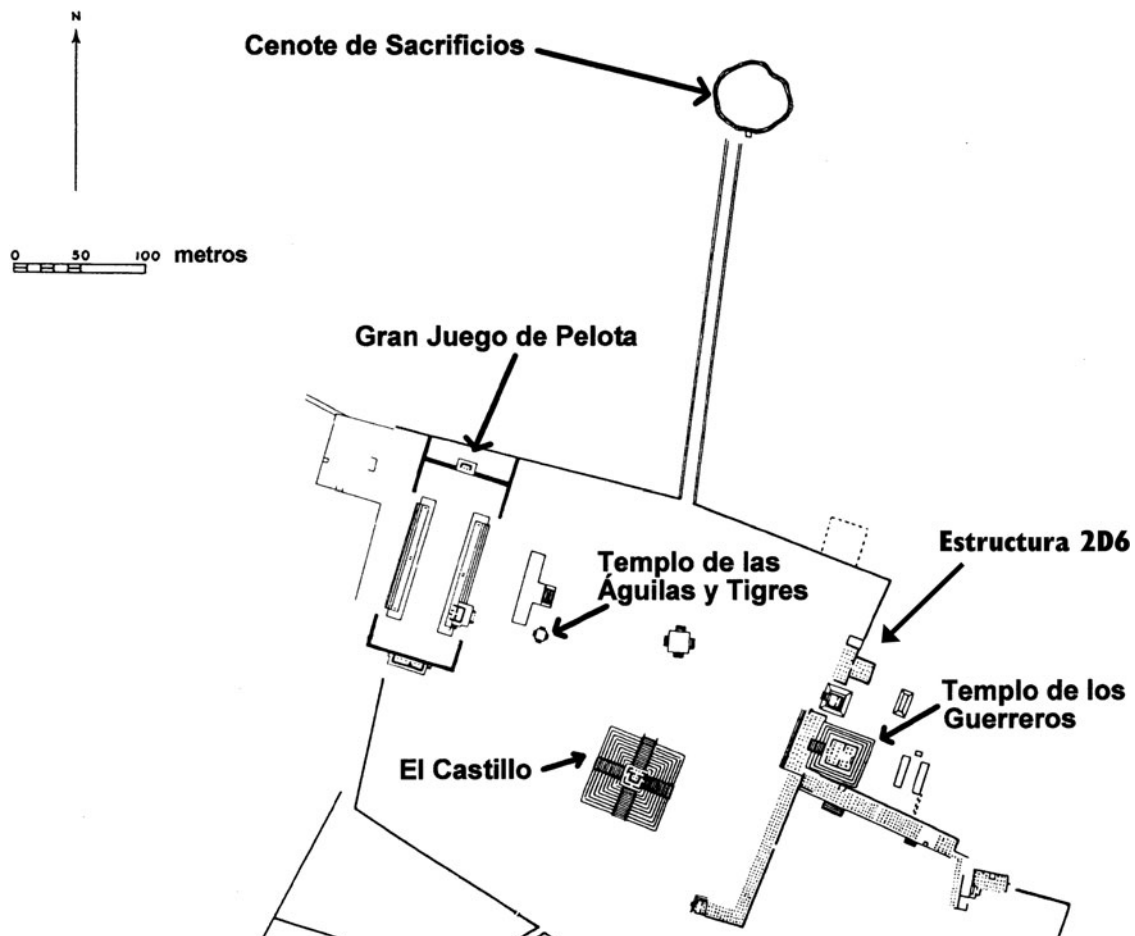 N
Cenote de Sacrificios
0 50 100 metros
Gran Juego de Pelota
Estructura 2D6
Templo de las
Águilas y Tigres
Templo de los
Guerreros
El Castillo